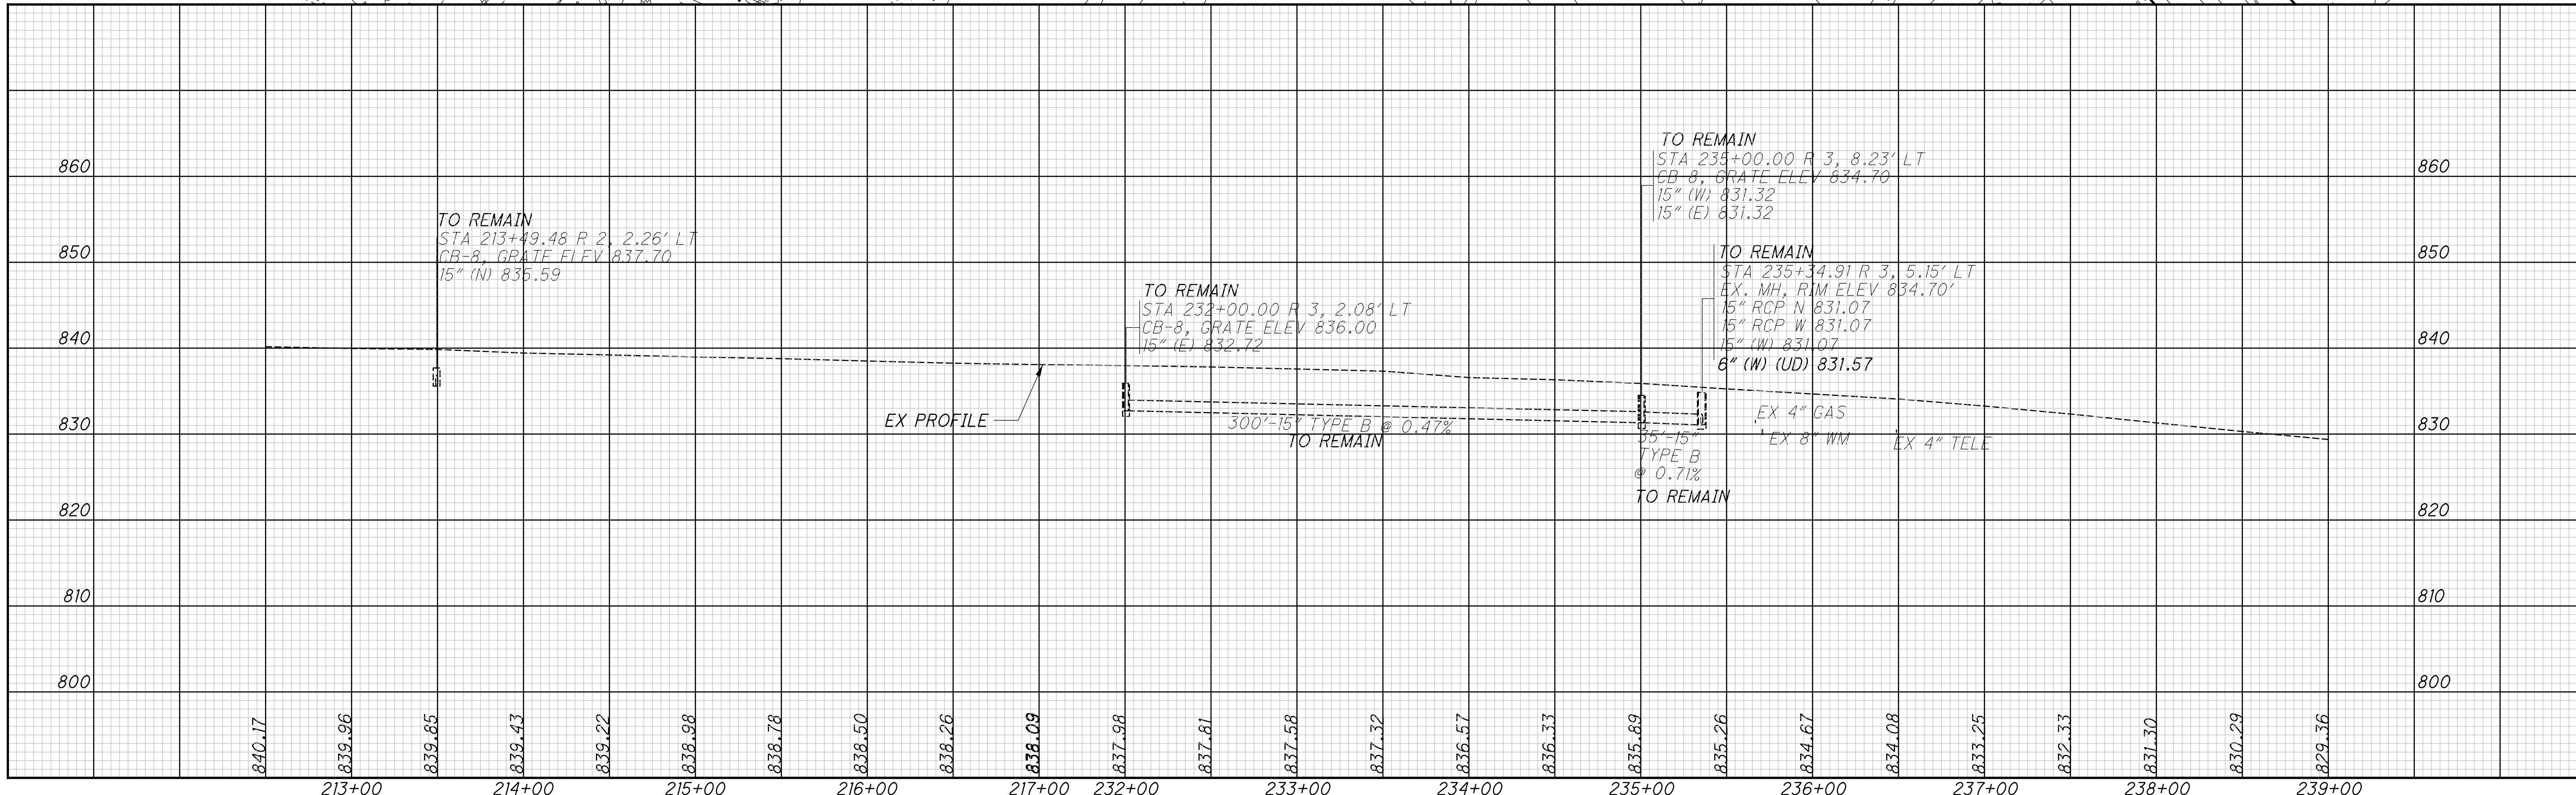 TO REMAIN
STA 235+00.00 R 3, 8.23' LT
CB-8, GRATE ELEV 834.70
15" (W) 831.32
15" (E) 831.32
860
860
TO REMAIN
STA 213+49.48 R 2, 2.26' LT
CB-8, GRATE ELEV 837.70
15" (N) 835.59
850
850
TO REMAIN
STA 235+34.91 R 3, 5.15' LT
EX. MH, RIM ELEV 834.70'
15" RCP N 831.07
15" RCP W 831.07
15" (W) 831.07
6" (W) (UD) 831.57
TO REMAIN
STA 232+00.00 R 3, 2.08' LT
CB-8, GRATE ELEV 836.00
15" (E) 832.72
840
840
EX PROFILE
300'-15" TYPE B @ 0.47%
TO REMAIN
EX 4" GAS
EX 8" WM
EX 4" TELE
830
830
35'-15"
TYPE B
@ 0.71%
TO REMAIN
820
820
810
810
800
800
840.17
839.96
839.85
839.43
839.22
838.98
838.78
838.50
838.26
838.09
837.98
837.81
837.58
837.32
836.57
836.33
835.89
835.26
834.67
834.08
833.25
832.33
831.30
830.29
829.36
213+00
214+00
215+00
216+00
217+00
232+00
233+00
234+00
235+00
236+00
237+00
238+00
239+00